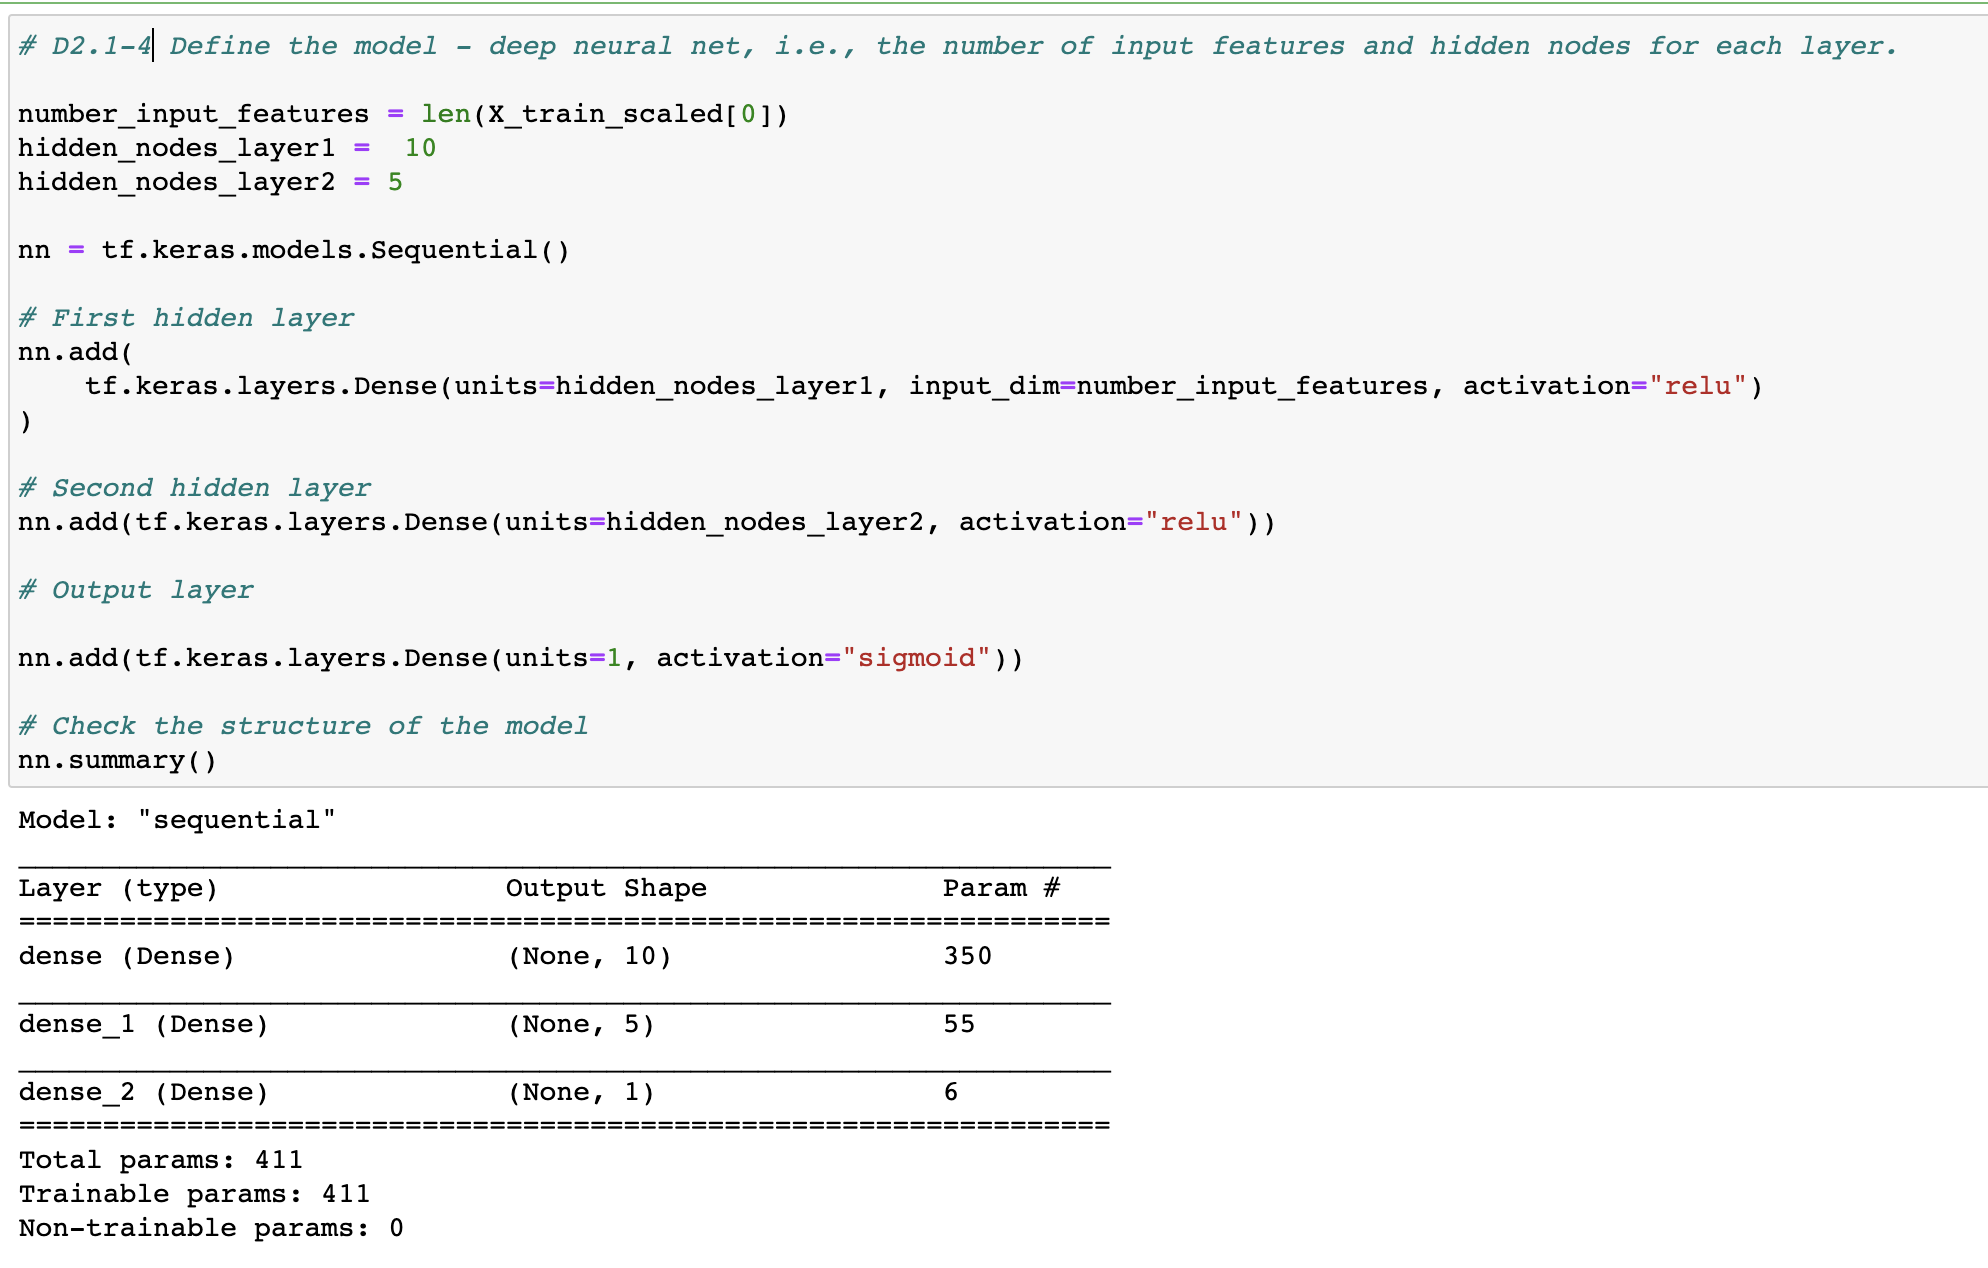 # D2.1-4 Define the model - deep neural net, i.e., the number of input features and hidden nodes for each layer.
number_input_features = len(X_train_scaled[0])
hidden_nodes_layer1 =  10
hidden_nodes_layer2 = 5
nn = tf.keras.models.Sequential()
# First hidden layer
nn.add(
    tf.keras.layers.Dense(units=hidden_nodes_layer1, input_dim=number_input_features, activation="relu")
)
# Second hidden layer
nn.add(tf.keras.layers.Dense(units=hidden_nodes_layer2, activation="relu"))
# Output layer
nn.add(tf.keras.layers.Dense(units=1, activation="sigmoid"))
# Check the structure of the model
nn.summary()
Model: "sequential"
_________________________________________________________________
Layer (type)                 Output Shape              Param #
=================================================================
dense (Dense)                (None, 10)                350
_________________________________________________________________
dense_1 (Dense)              (None, 5)                 55
_________________________________________________________________
dense_2 (Dense)              (None, 1)                 6
=================================================================
Total params: 411
Trainable params: 411
Non-trainable params: 0